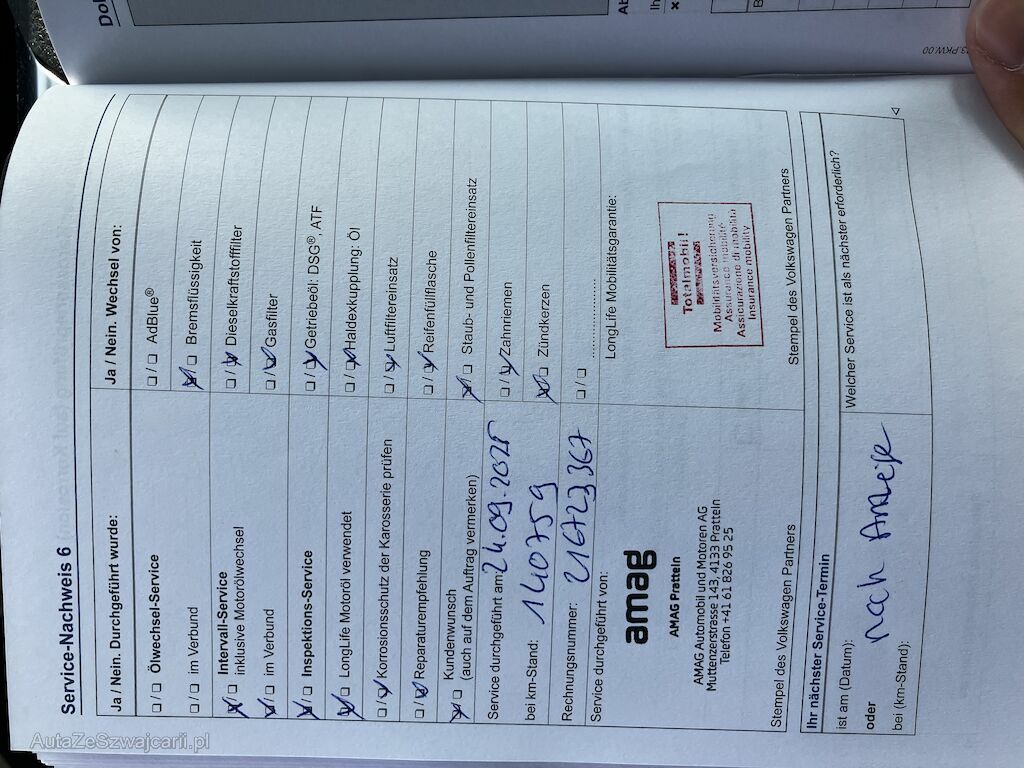 Service-Nachweis 6
Ja / Nein. Durchgeführt wurde:
☐ / ☐ Ölwechsel-Service
☐ / ☐ im Verbund
☒ / ☐ Intervall-Service
inklusive Motorölwechsel
☒ / ☐ im Verbund
☒ / ☐ Inspektions-Service
☒ / ☐ LongLife Motoröl verwendet
☐ / ☒ Korrosionsschutz der Karosserie prüfen
☐ / ☒ Reparaturempfehlung
☒ / ☐ Kundenwunsch
(auch auf dem Auftrag vermerken)
Service durchgeführt am: 24.09.2025
bei km-Stand: 140759
Rechnungsnummer: 216723367
Service durchgeführt von:
amag
AMAG Pratteln
AMAG Automobil und Motoren AG
Muttenzerstrasse 143, 4133 Pratteln
Telefon +41 61 826 95 25
Stempel des Volkswagen Partners
Ja / Nein. Wechsel von:
☐ / ☐ AdBlue®
☒ / ☐ Bremsflüssigkeit
☐ / ☒ Dieselkraftstofffilter
☐ / ☒ Gasfilter
☐ / ☒ Getriebeöl: DSG®, ATF
☐ / ☒ Haldexkupplung: Öl
☐ / ☒ Luftfiltereinsatz
☐ / ☒ Reifenfüllflasche
☒ / ☐ Staub- und Pollenfiltereinsatz
☐ / ☒ Zahnriemen
☒ / ☐ Zündkerzen
☐ / ☐ ....................
LongLife Mobilitätsgarantie:
Totalmobil!
Mobilitätsversicherung
Assurance mobilité
Assicurazione di mobilità
Insurance mobility
Stempel des Volkswagen Partners
Ihr nächster Service-Termin
ist am (Datum):
oder
bei (km-Stand):
nach Anzeige
Welcher Service ist als nächster erforderlich?
AutaZeSzwajcarii.pl